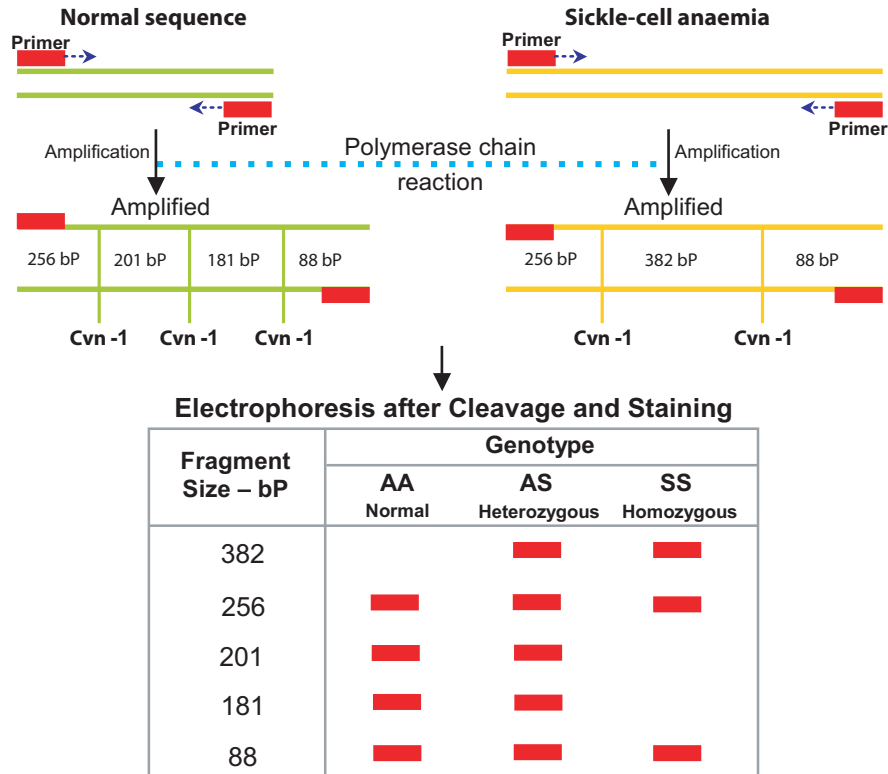 Normal sequence
Sickle-cell anaemia
Primer
Primer
Primer
Primer
Amplification
Polymerase chain
reaction
Amplification
Amplified
Amplified
256 bP 201 bP 181 bP 88 bP
256 bP 382 bP 88 bP
Cvn -1 Cvn -1 Cvn -1
Cvn -1 Cvn -1
Electrophoresis after Cleavage and Staining
Fragment
Size – bP
Genotype
AA AS SS
Normal Heterozygous Homozygous
382
256
201
181
88